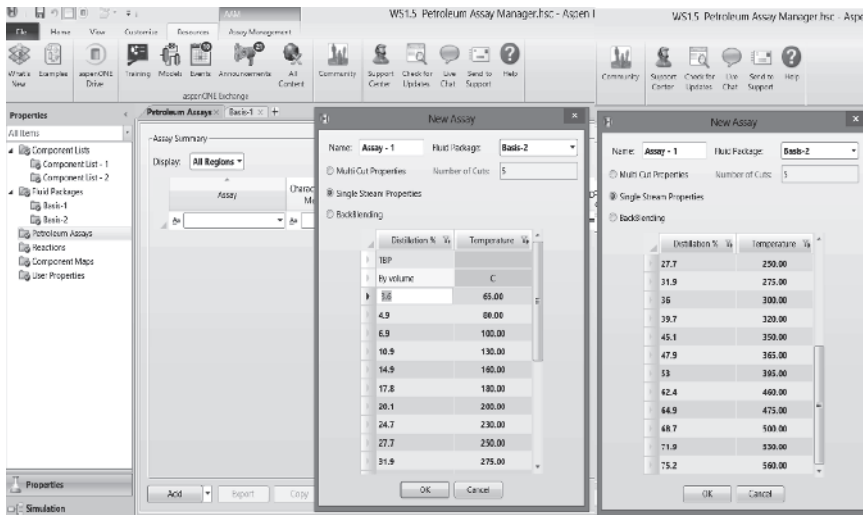 AAM
WS1.5 Petroleum Assay Manager.hsc - Aspen
File Home View Customize Resources Assay Management
What's New
Examples
aspenONE Drive
Training
Models
Events
Announcements
All Content
Community
Support Center
Check for Updates
Live Chat
Send to Support
Help
aspenONE Exchange
Properties
All Items
Component Lists
Component List - 1
Component List - 2
Fluid Packages
Basis-1
Basis-2
Petroleum Assays
Reactions
Component Maps
User Properties
Properties
Simulation
Petroleum Assays × Basis-1 × +
Assay Summary
Display: All Regions
Assay
Add Export Copy
New Assay
Name: Assay - 1 Fluid Package: Basis-2
Multi Cut Properties Number of Cuts: 5
Single Stream Properties
BackBlending
Distillation % Temperature
TBP
By volume C
65.00
4.9 80.00
6.9 100.00
10.9 130.00
14.9 160.00
17.8 180.00
20.1 200.00
24.7 230.00
27.7 250.00
31.9 275.00
OK Cancel
WS1.5 Petroleum Assay Manager.hsc - Aspe
Community
Support Center
Check for Updates
Live Chat
Send to Support
Help
New Assay
Name: Assay - 1 Fluid Package: Basis-2
Multi Cut Properties Number of Cuts: 5
Single Stream Properties
BackBlending
Distillation % Temperature
27.7 250.00
31.9 275.00
36 300.00
39.7 320.00
45.1 350.00
47.9 365.00
53 395.00
62.4 460.00
64.9 475.00
68.7 500.00
71.9 530.00
75.2 560.00
OK Cancel